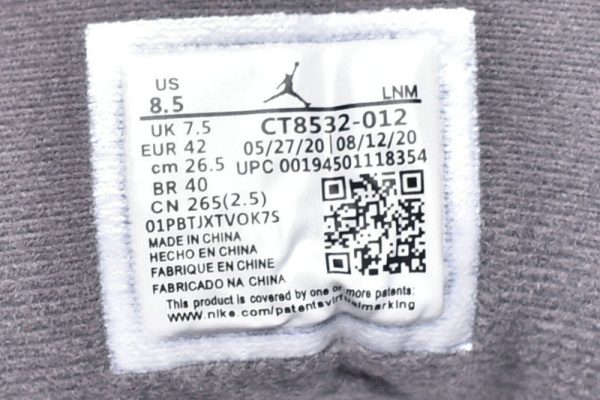 US
8.5
LNM
UK 7.5 CT8532-012
EUR 42 05/27/20 | 08/12/20
cm 26.5 UPC 00194501118354
BR 40
CN 265(2.5)
01PBTJXTVOK7S
MADE IN CHINA
HECHO EN CHINA
FABRIQUE EN CHINE
FABRICADO NA CHINA
This product is covered by one or more patents:
www.nike.com/patentsvirtualmarking